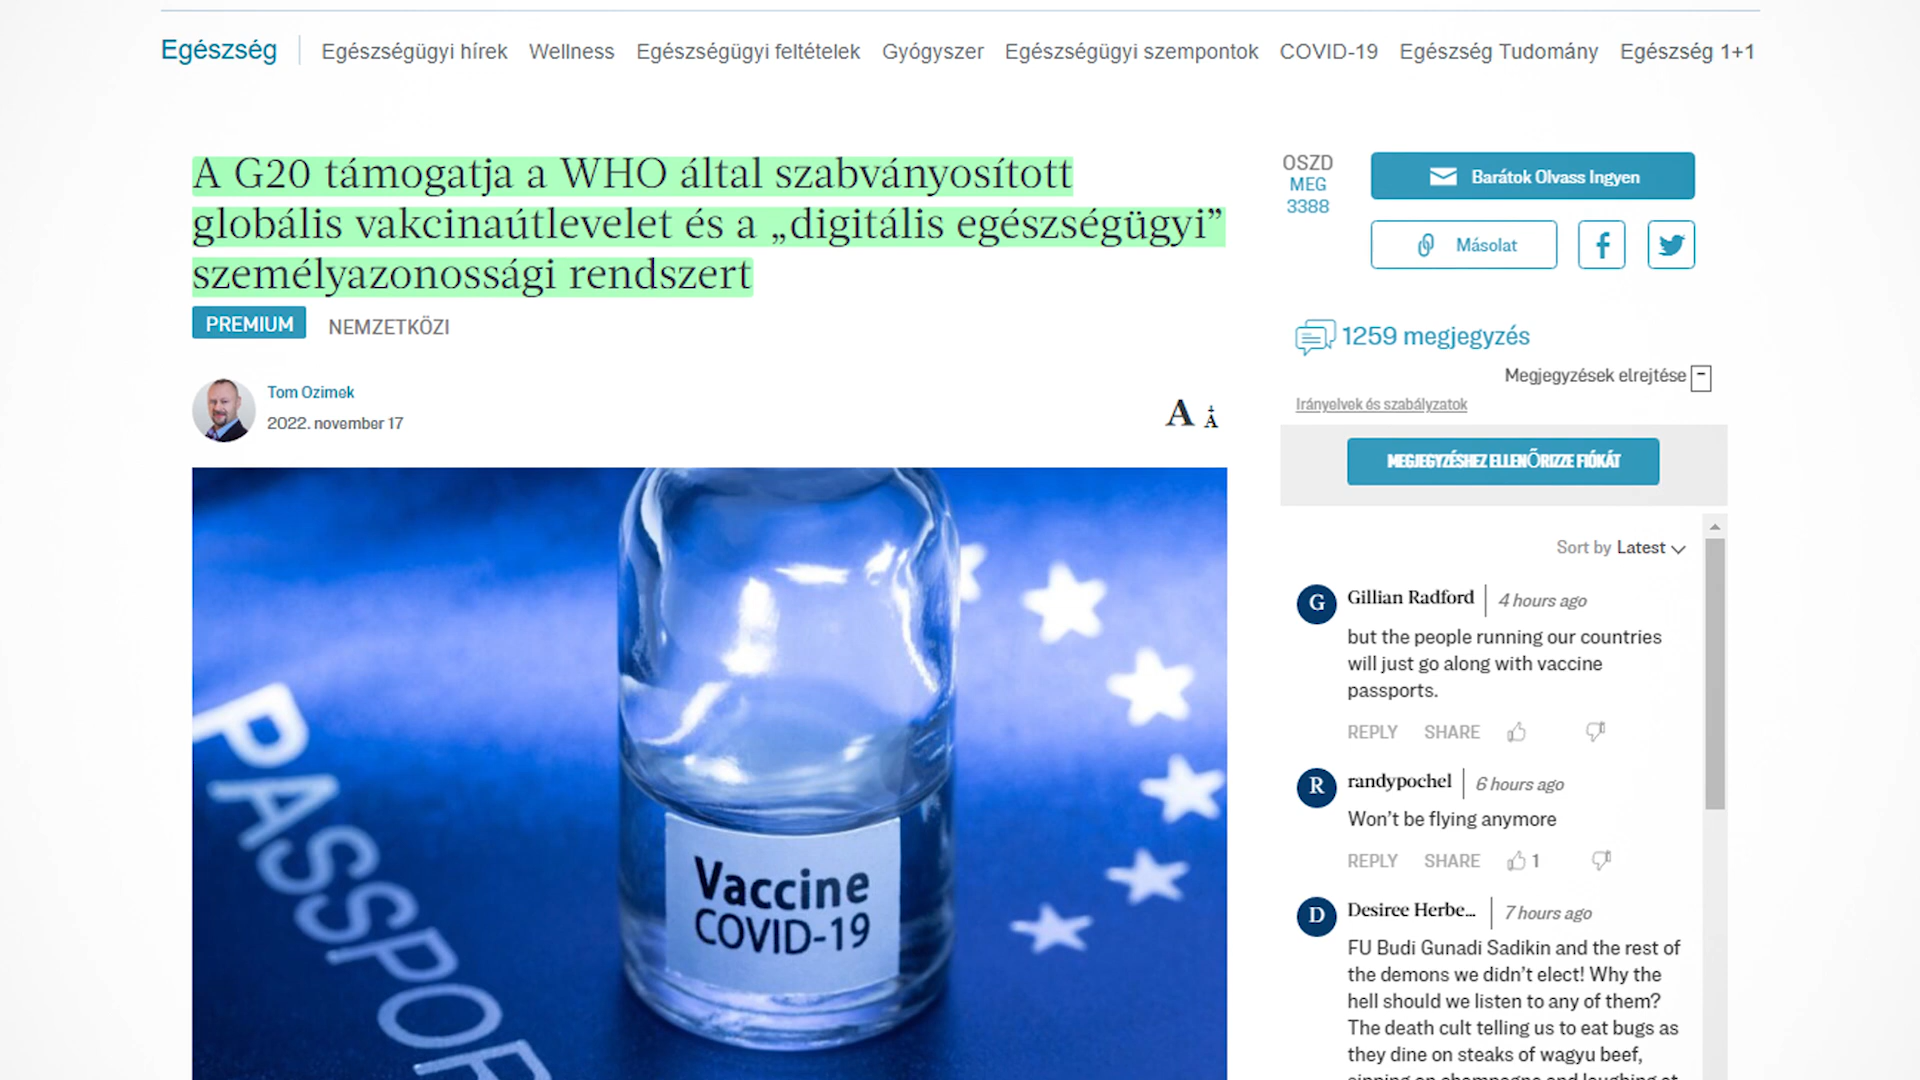 Egészség
Egészségügyi hírek Wellness Egészségügyi feltételek Gyógyszer Egészségügyi szempontok COVID-19 Egészség Tudomány Egészség 1+1
A G20 támogatja a WHO által szabványosított
globális vakcinaútlevelet és a „digitális egészségügyi”
személyazonossági rendszert
PREMIUM NEMZETKÖZI
Tom Ozimek
2022. november 17
A A
Vaccine
COVID-19
PASSPOR
OSZD
MEG
3388
Barátok Olvass Ingyen
Másolat
1259 megjegyzés
Megjegyzések elrejtése
Irányelvek és szabályzatok
MEGJEGYZÉSHEZ ELLENŐRIZZE FIÓKÁT
Sort by Latest
G Gillian Radford 4 hours ago
but the people running our countries
will just go along with vaccine
passports.
REPLY SHARE
R randypochel 6 hours ago
Won't be flying anymore
REPLY SHARE 1
D Desiree Herbe... 7 hours ago
FU Budi Gunadi Sadikin and the rest of
the demons we didn't elect! Why the
hell should we listen to any of them?
The death cult telling us to eat bugs as
they dine on steaks of wagyu beef,